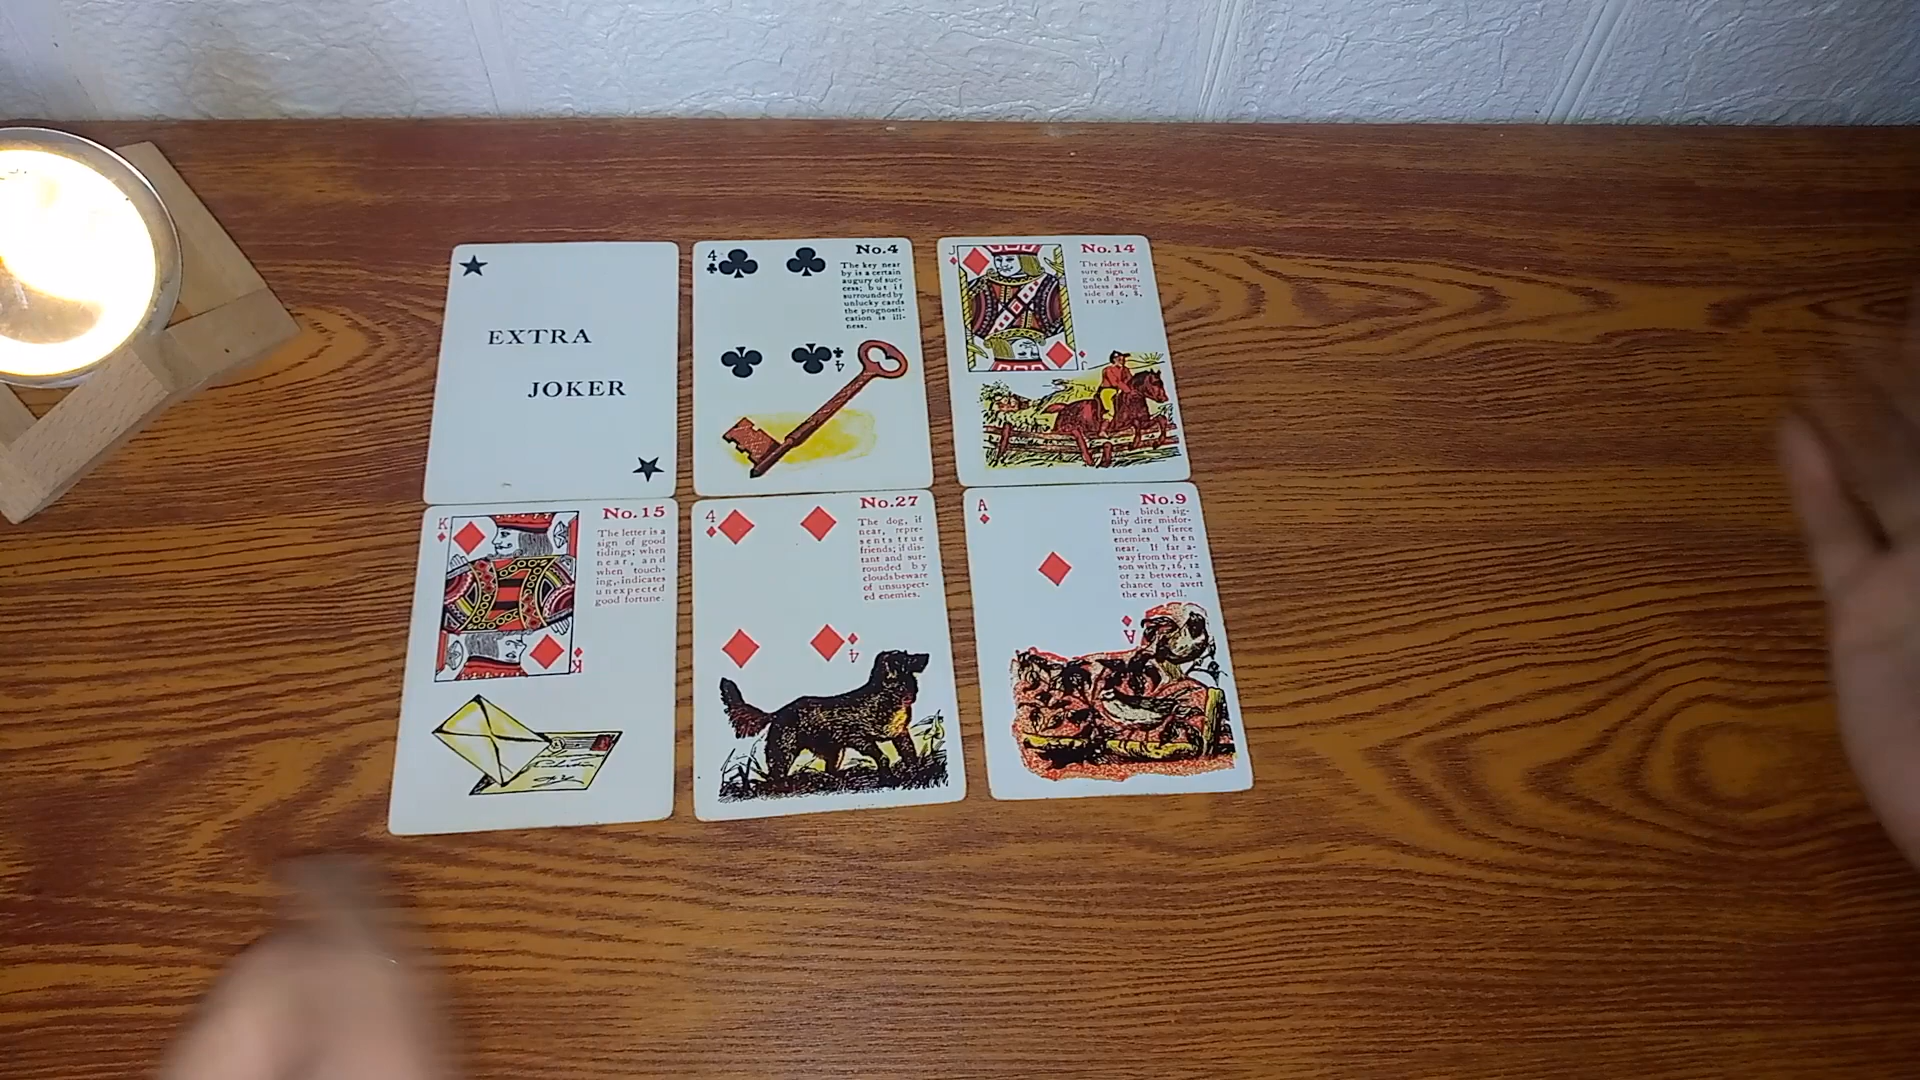 EXTRA
JOKER
4
No.4
The key near
by is a certain
augury of suc-
cess; but if
surrounded by
unlucky cards
the prognosti-
cation is ill-
ness.
4
J
No.14
The rider is a
sure sign of
good news,
unless along-
side of 6, 8,
11 or 13.
J
K
No.15
The letter is a
sign of good
tidings; when
near, and
when touch-
ing, indicates
unexpected
good fortune.
K
4
No.27
The dog, if
near, repre-
sents true
friends; if dis-
tant and sur-
rounded by
clouds beware
of unsuspect-
ed enemies.
4
A
No.9
The birds sig-
nify dire misfor-
tune and fierce
enemies when
near. If far a-
way from the per-
son with 7, 16, 12
or 22 between, a
chance to avert
the evil spell.
A